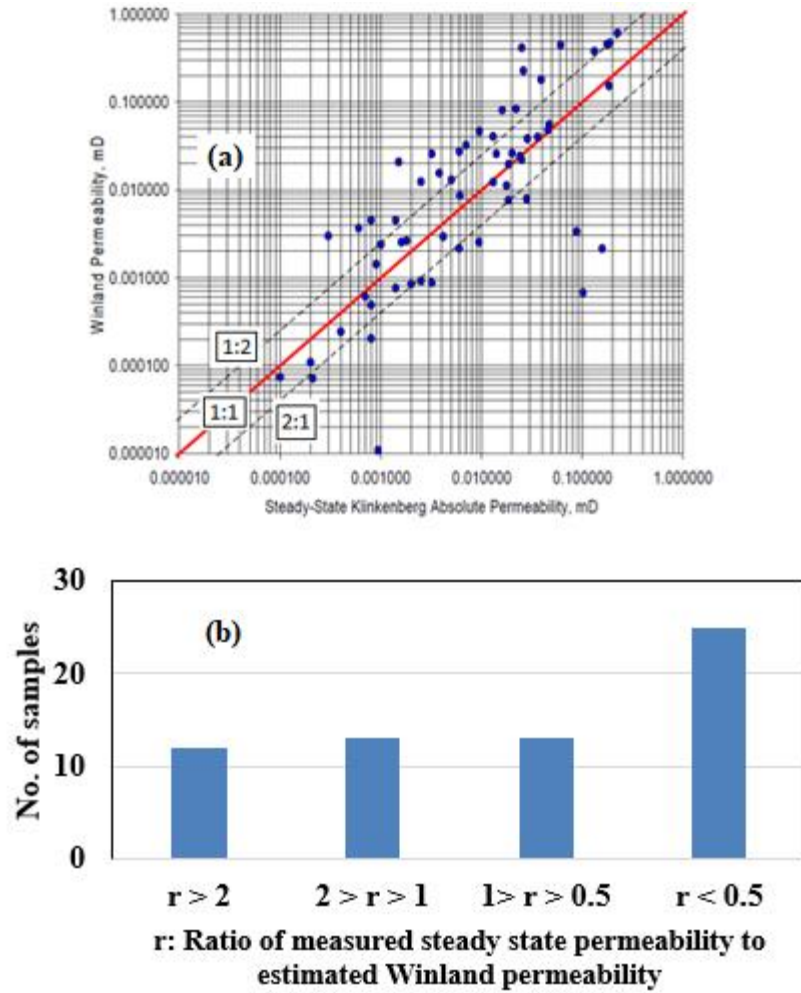 1.000000
0.100000
0.010000
0.001000
0.000100
0.000010
Winland Permeability, mD
(a)
1:2
1:1
2:1
0.000010 0.000100 0.001000 0.010000 0.100000 1.000000
Steady-State Klinkenberg Absolute Permeability, mD
(b)
30
20
10
0
No. of samples
r > 2 2 > r > 1 1> r > 0.5 r < 0.5
r: Ratio of measured steady state permeability to
estimated Winland permeability